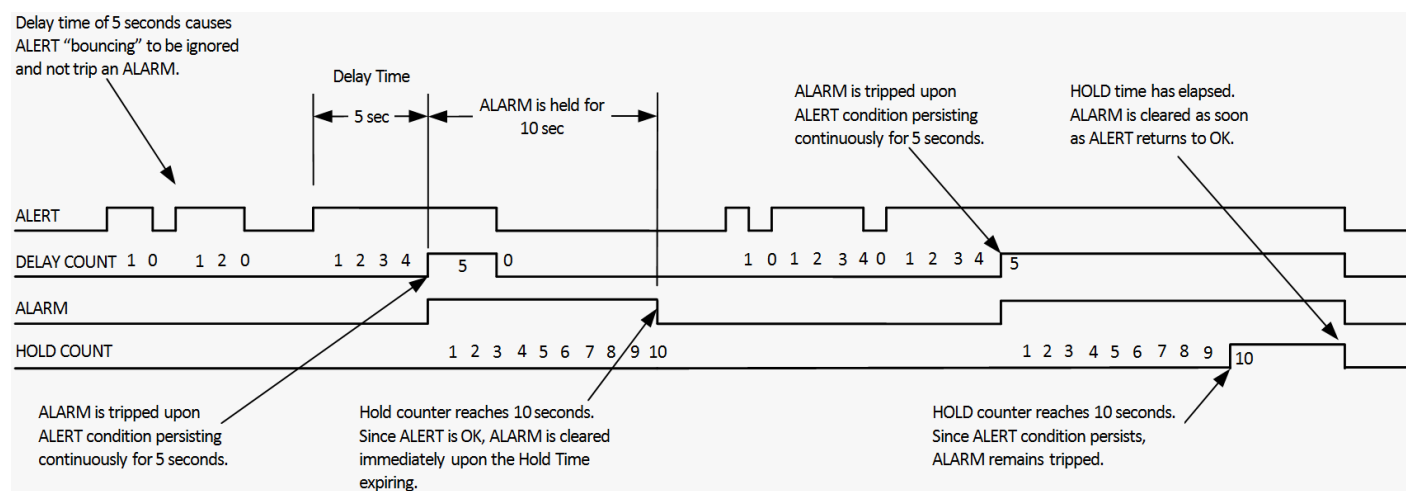 Delay time of 5 seconds causes
ALERT “bouncing” to be ignored
and not trip an ALARM.
Delay Time
5 sec
ALARM is held for
10 sec
ALARM is tripped upon
ALERT condition persisting
continuously for 5 seconds.
HOLD time has elapsed.
ALARM is cleared as soon
as ALERT returns to OK.
ALERT
DELAY COUNT 1 0 1 2 0 1 2 3 4 5 0 1 0 1 2 3 4 0 1 2 3 4 5
ALARM
HOLD COUNT 1 2 3 4 5 6 7 8 9 10 1 2 3 4 5 6 7 8 9 10
ALARM is tripped upon
ALERT condition persisting
continuously for 5 seconds.
Hold counter reaches 10 seconds.
Since ALERT is OK, ALARM is cleared
immediately upon the Hold Time
expiring.
HOLD counter reaches 10 seconds.
Since ALERT condition persists,
ALARM remains tripped.